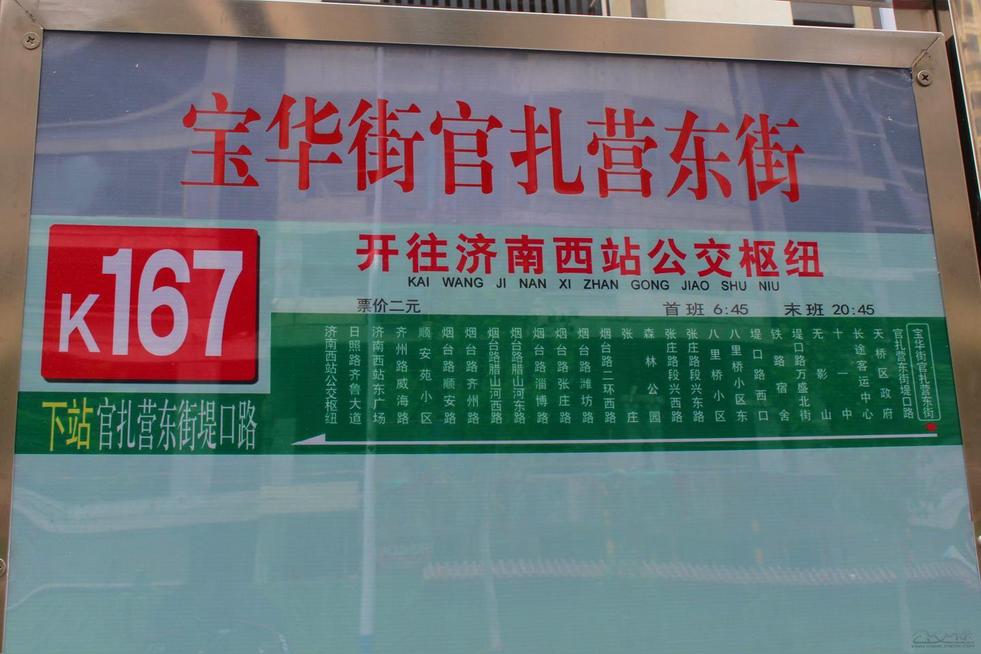 宝华街官扎营东街
K167
开往济南西站公交枢纽
KAI WANG JI NAN XI ZHAN GONG JIAO SHU NIU
票价二元 首班 6:45 末班 20:45
下站 官扎营东街堤口路
济南西站公交枢纽
日照路齐鲁大道
济南西站东广场
齐州路威海路
顺安苑小区
烟台路顺安路
烟台路齐州路
烟台路腊山河西路
烟台路腊山河东路
烟台路淄博路
烟台路张庄路
烟台路潍坊路
烟台路二环西路
张庄
森林公园
张庄路段兴西路
张庄路段兴东路
八里桥小区
八里桥小区东
堤口路西口
铁路宿舍
堤口路万盛北街
无影山
十一中
长途客运中心
天桥区政府
官扎营东街堤口路
宝华街官扎营东街